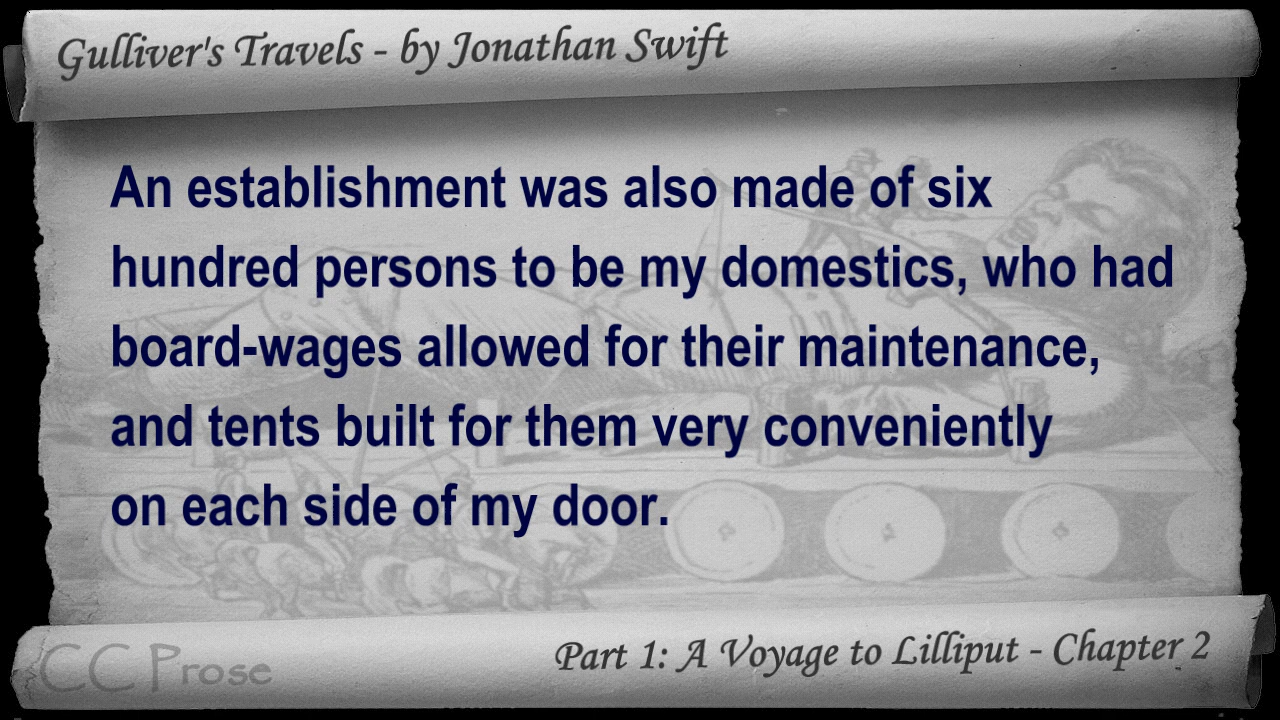 Gulliver's Travels - by Jonathan Swift
An establishment was also made of six
hundred persons to be my domestics, who had
board-wages allowed for their maintenance,
and tents built for them very conveniently
on each side of my door.
CC Prose
Part 1: A Voyage to Lilliput - Chapter 2